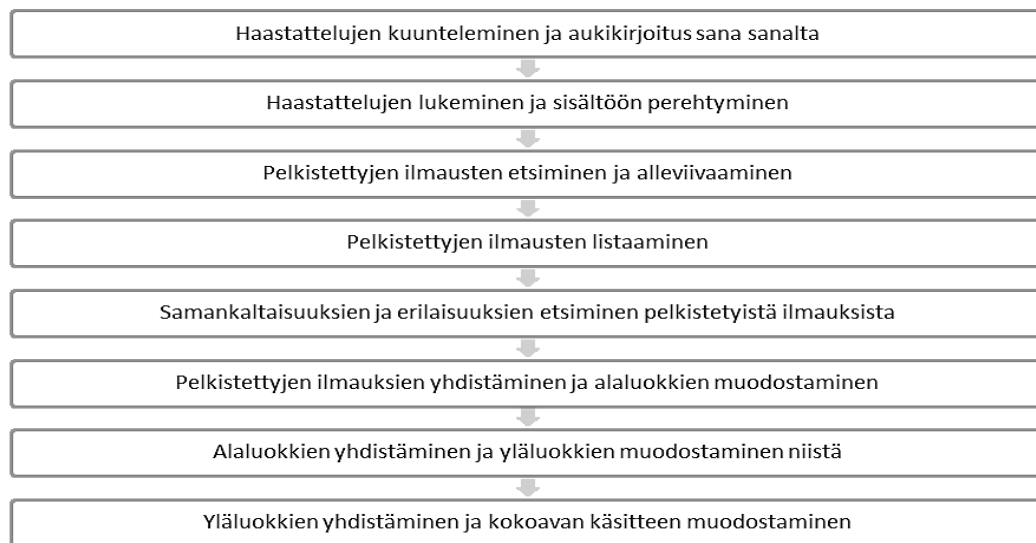 Haastattelujen kuunteleminen ja aukikirjoitus sana sanalta
Haastattelujen lukeminen ja sisältöön perehtyminen
Pelkistettyjen ilmausten etsiminen ja alleviivaaminen
Pelkistettyjen ilmausten listaaminen
Samankaltaisuuksien ja erilaisuuksien etsiminen pelkistetyistä ilmauksista
Pelkistettyjen ilmauksien yhdistäminen ja alaluokkien muodostaminen
Alaluokkien yhdistäminen ja yläluokkien muodostaminen niistä
Yläluokkien yhdistäminen ja kokoavan käsitteen muodostaminen